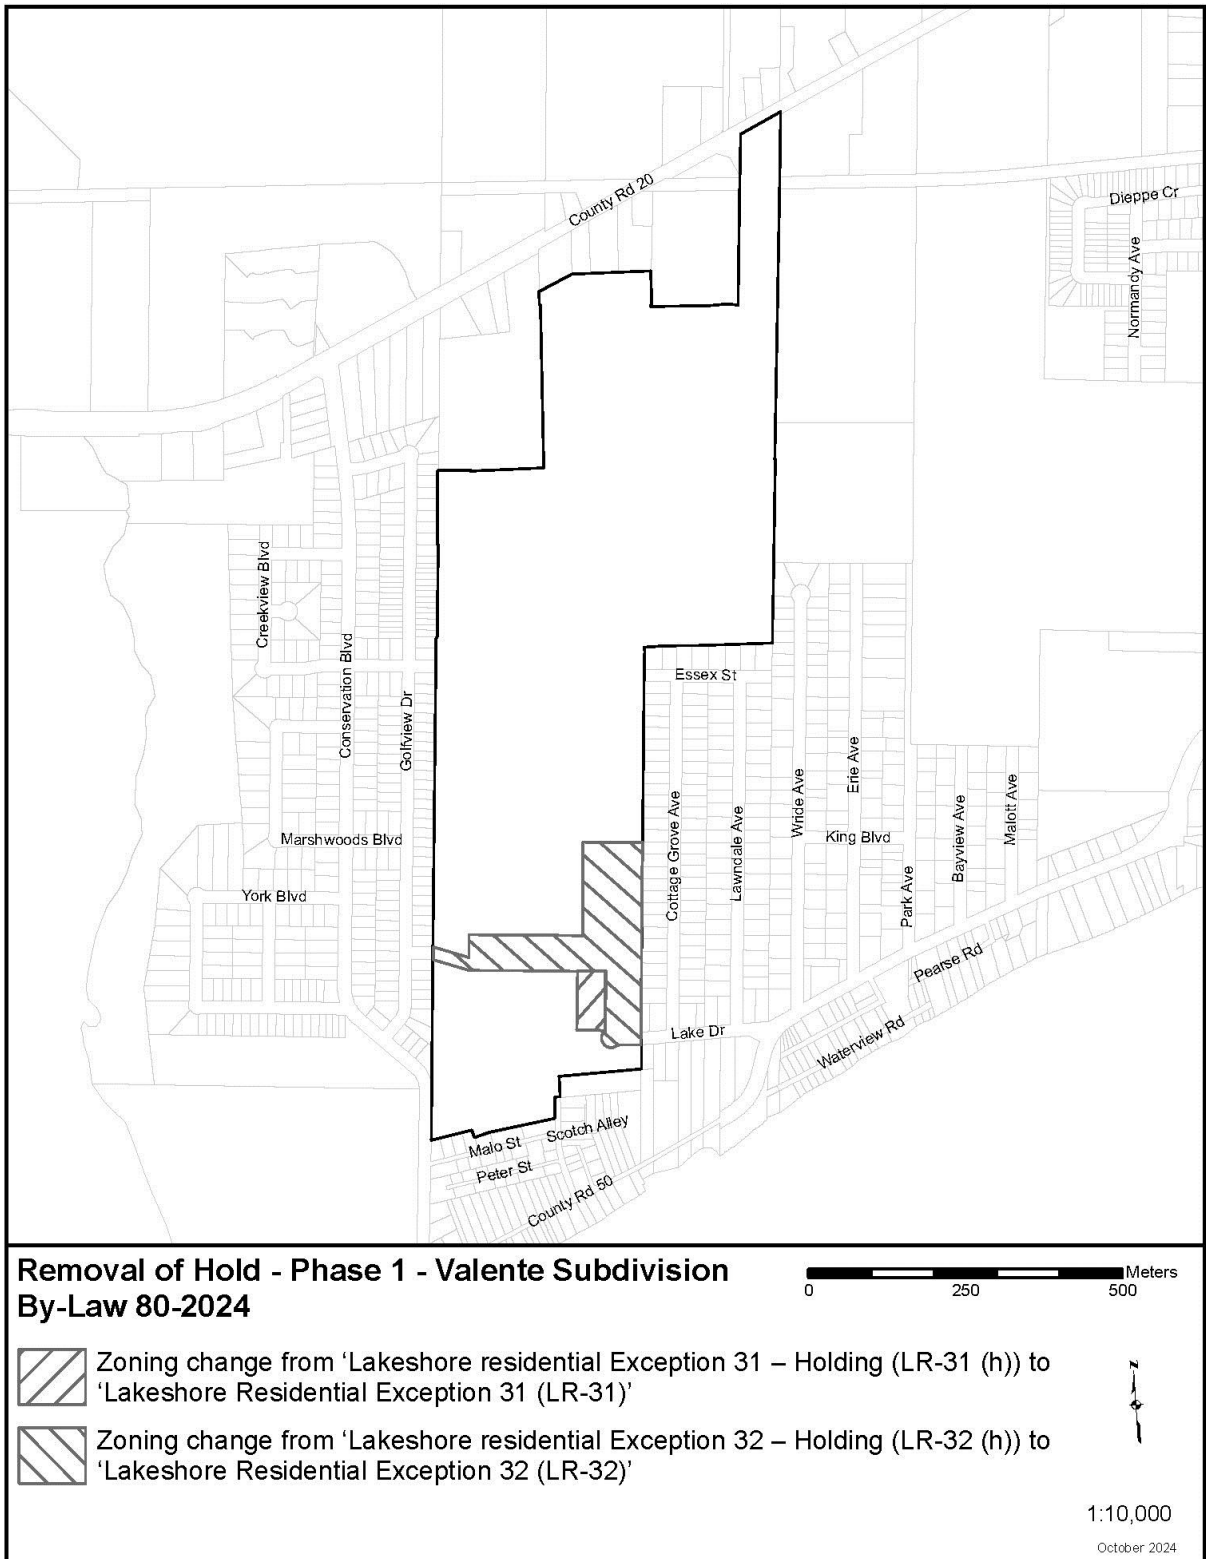 County Rd 20
Dieppe Cr
Normandy Ave
Creekview Blvd
Conservation Blvd
Golfview Dr
Essex St
Cottage Grove Ave
Lawndale Ave
Wride Ave
Erie Ave
King Blvd
Park Ave
Bayview Ave
Malott Ave
Marshwoods Blvd
York Blvd
Pearse Rd
Lake Dr
Waterview Rd
Malo St
Scotch Alley
Peter St
County Rd 50
Removal of Hold - Phase 1 - Valente Subdivision
By-Law 80-2024
Meters
0 250 500
Zoning change from ‘Lakeshore residential Exception 31 – Holding (LR-31 (h)) to
‘Lakeshore Residential Exception 31 (LR-31)’
Zoning change from ‘Lakeshore residential Exception 32 – Holding (LR-32 (h)) to
‘Lakeshore Residential Exception 32 (LR-32)’
N
1:10,000
October 2024